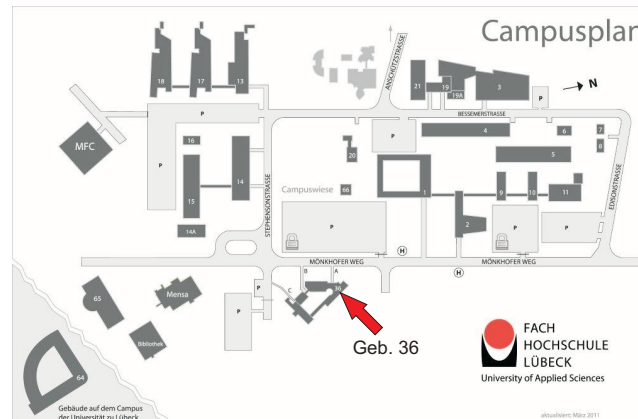 Campusplan
ANSCHÜTZSTRASSE
N
18
17
13
21
19
19A
3
P
BESSEMERSTRASSE
MFC
P
P
4
6
7
8
16
20
5
14
15
STEPHENSONSTRASSE
Campuswiese
66
1
9
10
11
EDISONSTRASSE
14A
P
2
P
P
H
MÖNKHOFER WEG
MÖNKHOFER WEG
H
B
A
65
Mensa
P
C
36
P
Bibliothek
Geb. 36
64
FACH
HOCHSCHULE
LÜBECK
University of Applied Sciences
Gebäude auf dem Campus
der Universität zu Lübeck
aktualisiert: März 2011